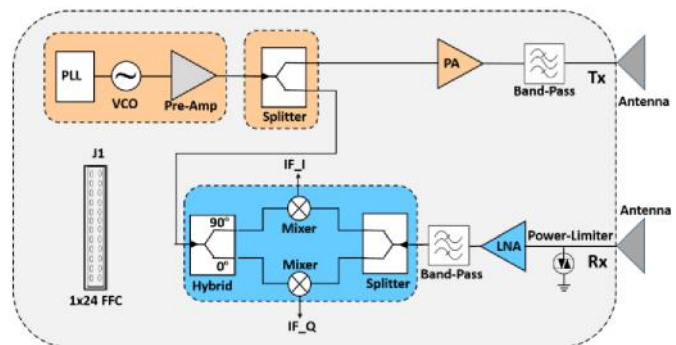 PLL
VCO
Pre-Amp
Splitter
PA
Band-Pass
Tx
Antenna
J1
1x24 FFC
IF_I
90°
0°
Hybrid
Mixer
Mixer
IF_Q
Splitter
Band-Pass
LNA
Power-Limiter
Rx
Antenna